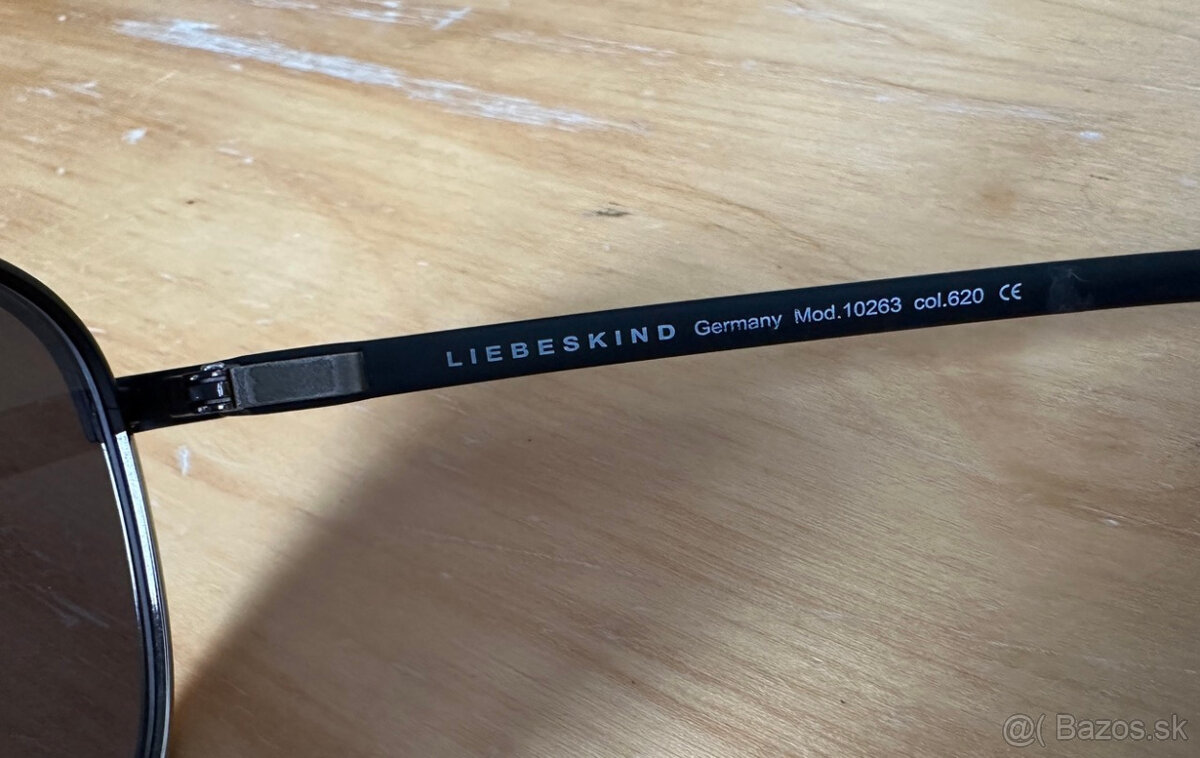 LIEBESKIND Germany Mod.10263 col.620 CE
@( Bazos.sk